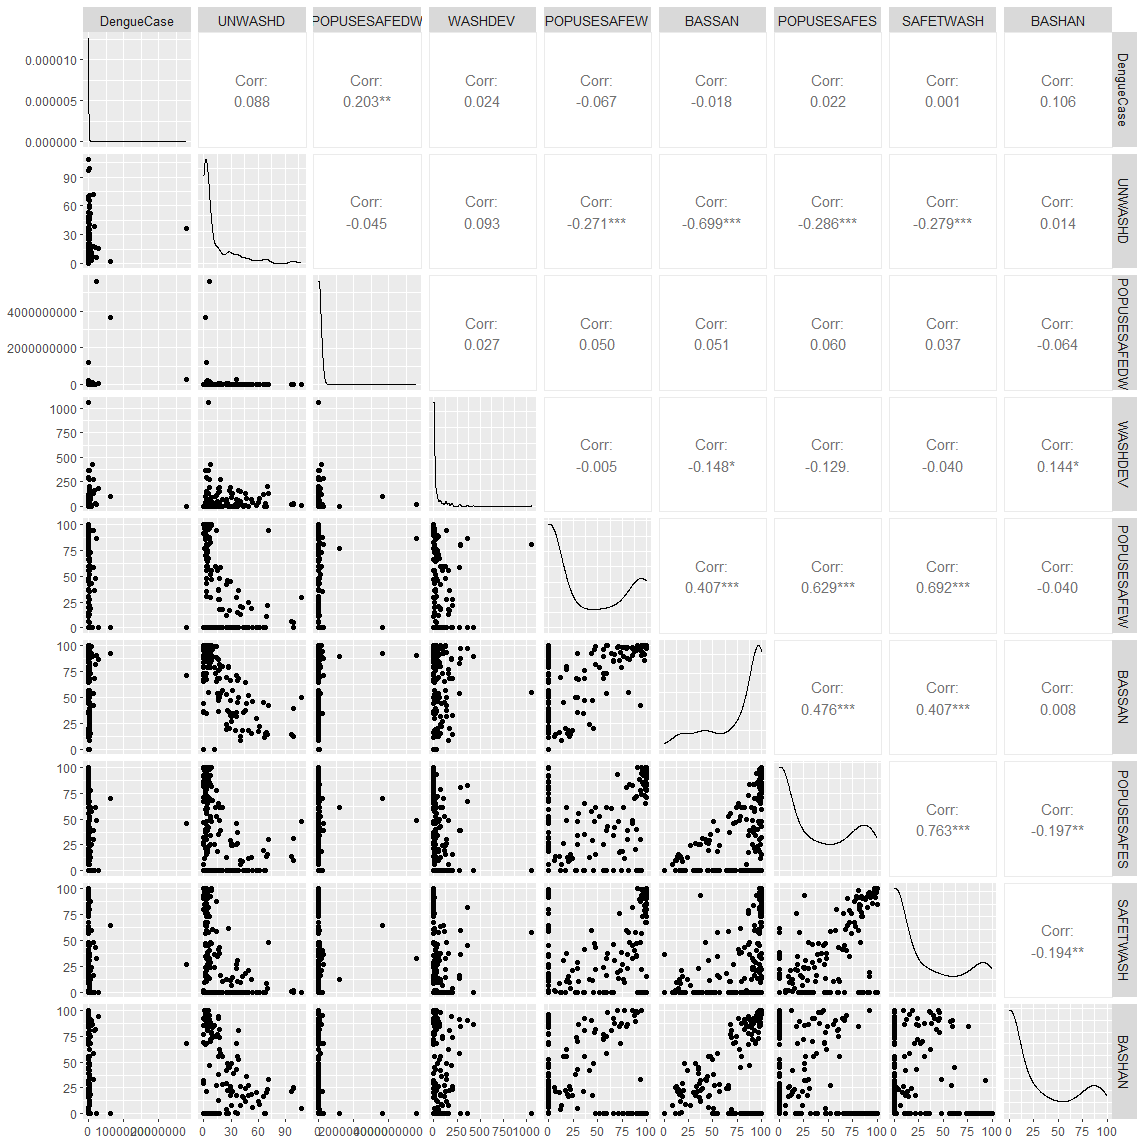 DengueCase UNWASHD POPUSESAFEDW WASHDEV POPUSESAFEW BASSAN POPUSESAFES SAFETWASH BASHAN
0.000010
0.000005
0.000000
Corr: Corr: Corr: Corr: Corr: Corr: Corr: Corr:
0.088 0.203** 0.024 -0.067 -0.018 0.022 0.001 0.106
DengueCase
90
60
30
0
Corr: Corr: Corr: Corr: Corr: Corr: Corr:
-0.045 0.093 -0.271*** -0.699*** -0.286*** -0.279*** 0.014
UNWASHD
4000000000
2000000000
0
Corr: Corr: Corr: Corr: Corr: Corr:
0.027 0.050 0.051 0.060 0.037 -0.064
POPUSESAFEDW
1000
750
500
250
0
Corr: Corr: Corr: Corr: Corr:
-0.005 -0.148* -0.129. -0.040 0.144*
WASHDEV
100
75
50
25
0
Corr: Corr: Corr: Corr:
0.407*** 0.629*** 0.692*** -0.040
POPUSESAFEW
100
75
50
25
0
Corr: Corr: Corr:
0.476*** 0.407*** 0.008
BASSAN
100
75
50
25
0
Corr: Corr:
0.763*** -0.197**
POPUSESAFES
100
75
50
25
0
Corr:
-0.194**
SAFETWASH
100
75
50
25
0
BASHAN
0 0 30 60 90 0 0 250 500 750 1000 0 25 50 75 100 0 25 50 75 100 0 25 50 75 100 0 25 50 75 100 0 25 50 75 100